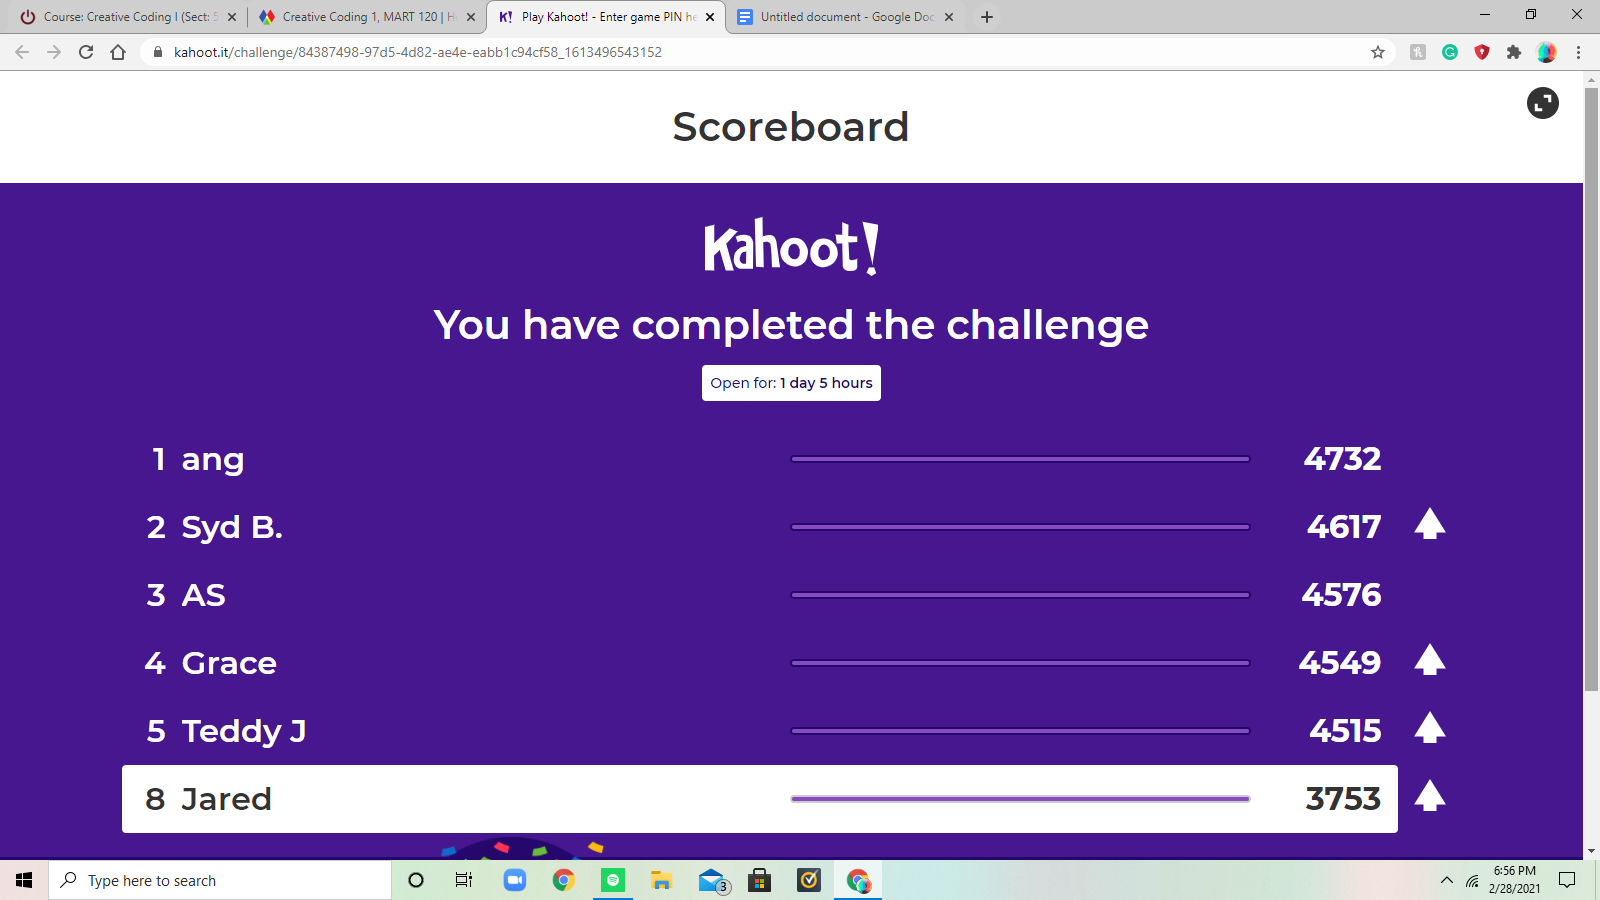 Course: Creative Coding I (Sect: 5
Creative Coding 1, MART 120 | H
K! Play Kahoot! - Enter game PIN he
Untitled document - Google Doc
kahoot.it/challenge/84387498-97d5-4d82-ae4e-eabb1c94cf58_1613496543152
Scoreboard
Kahoot!
You have completed the challenge
Open for: 1 day 5 hours
1 ang 4732
2 Syd B. 4617
3 AS 4576
4 Grace 4549
5 Teddy J 4515
8 Jared 3753
Type here to search
3
6:56 PM
2/28/2021